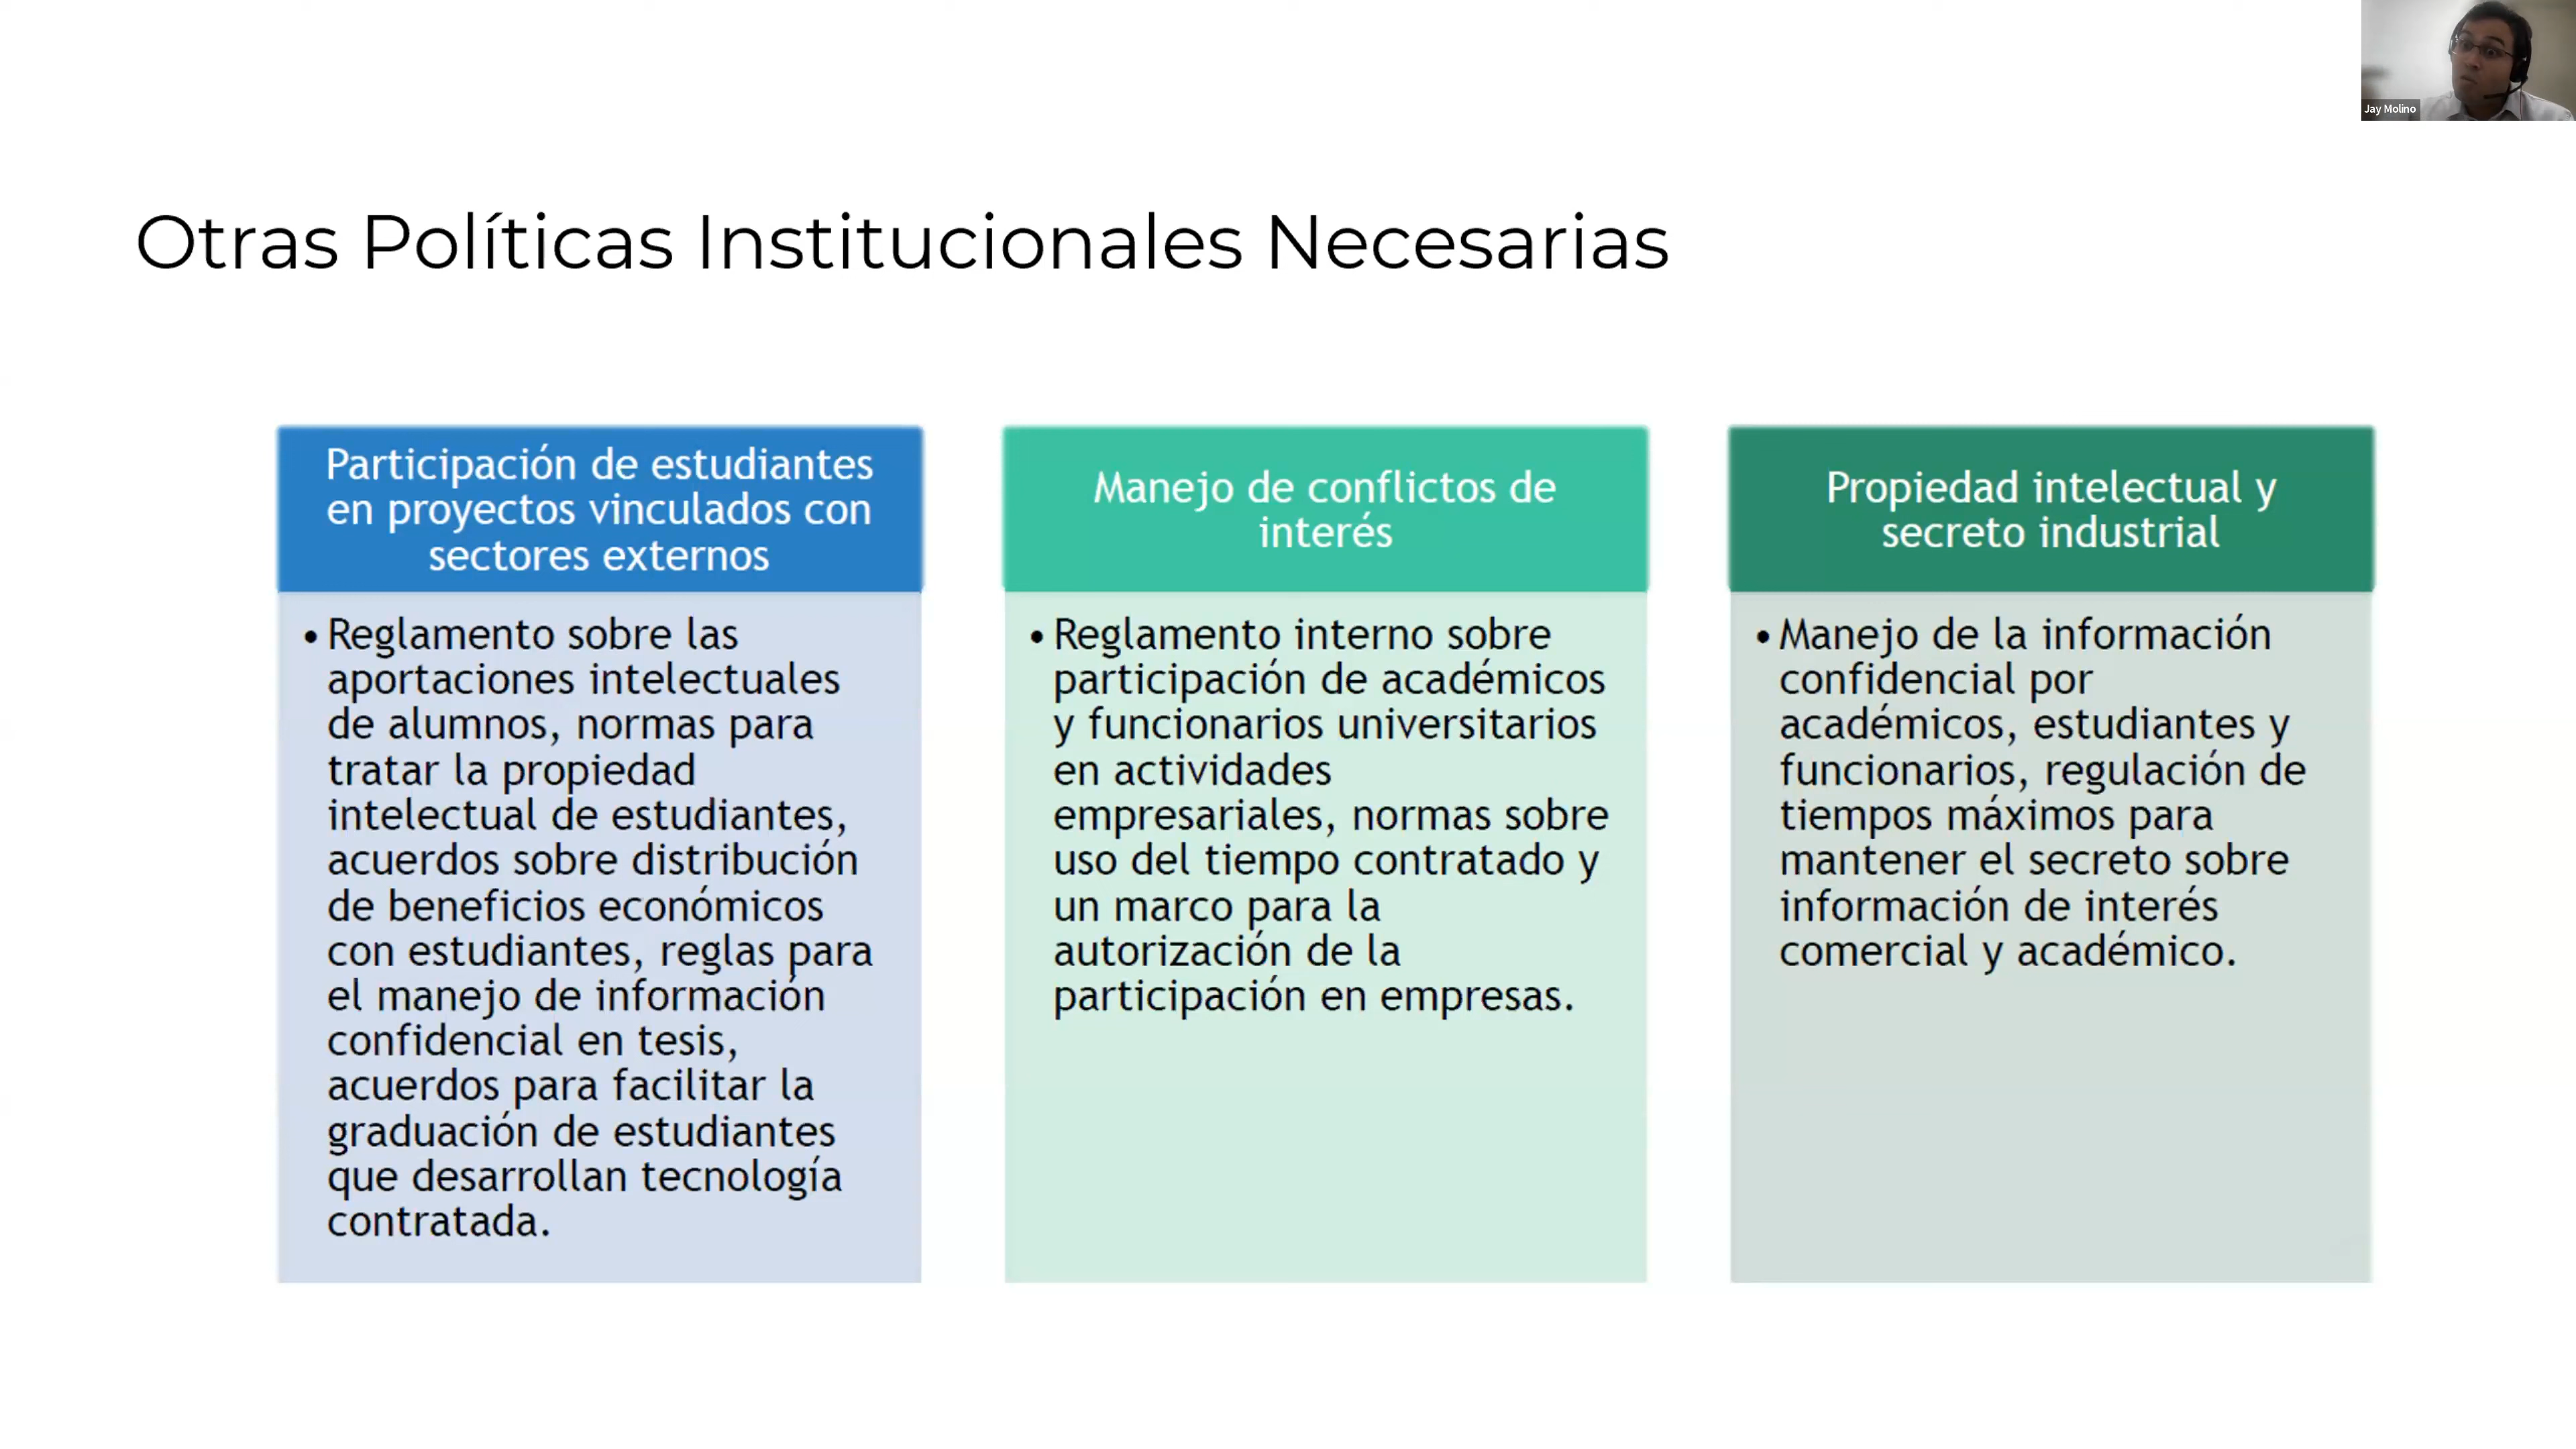 Jay Molino
Otras Políticas Institucionales Necesarias
Participación de estudiantes
en proyectos vinculados con
sectores externos
• Reglamento sobre las
aportaciones intelectuales
de alumnos, normas para
tratar la propiedad
intelectual de estudiantes,
acuerdos sobre distribución
de beneficios económicos
con estudiantes, reglas para
el manejo de información
confidencial en tesis,
acuerdos para facilitar la
graduación de estudiantes
que desarrollan tecnología
contratada.
Manejo de conflictos de
interés
• Reglamento interno sobre
participación de académicos
y funcionarios universitarios
en actividades
empresariales, normas sobre
uso del tiempo contratado y
un marco para la
autorización de la
participación en empresas.
Propiedad intelectual y
secreto industrial
• Manejo de la información
confidencial por
académicos, estudiantes y
funcionarios, regulación de
tiempos máximos para
mantener el secreto sobre
información de interés
comercial y académico.